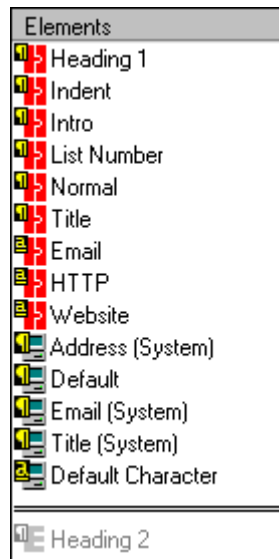 Elements
Heading 1
Indent
Intro
List Number
Normal
Title
Email
HTTP
Website
Address (System)
Default
Email (System)
Title (System)
Default Character
Heading 2